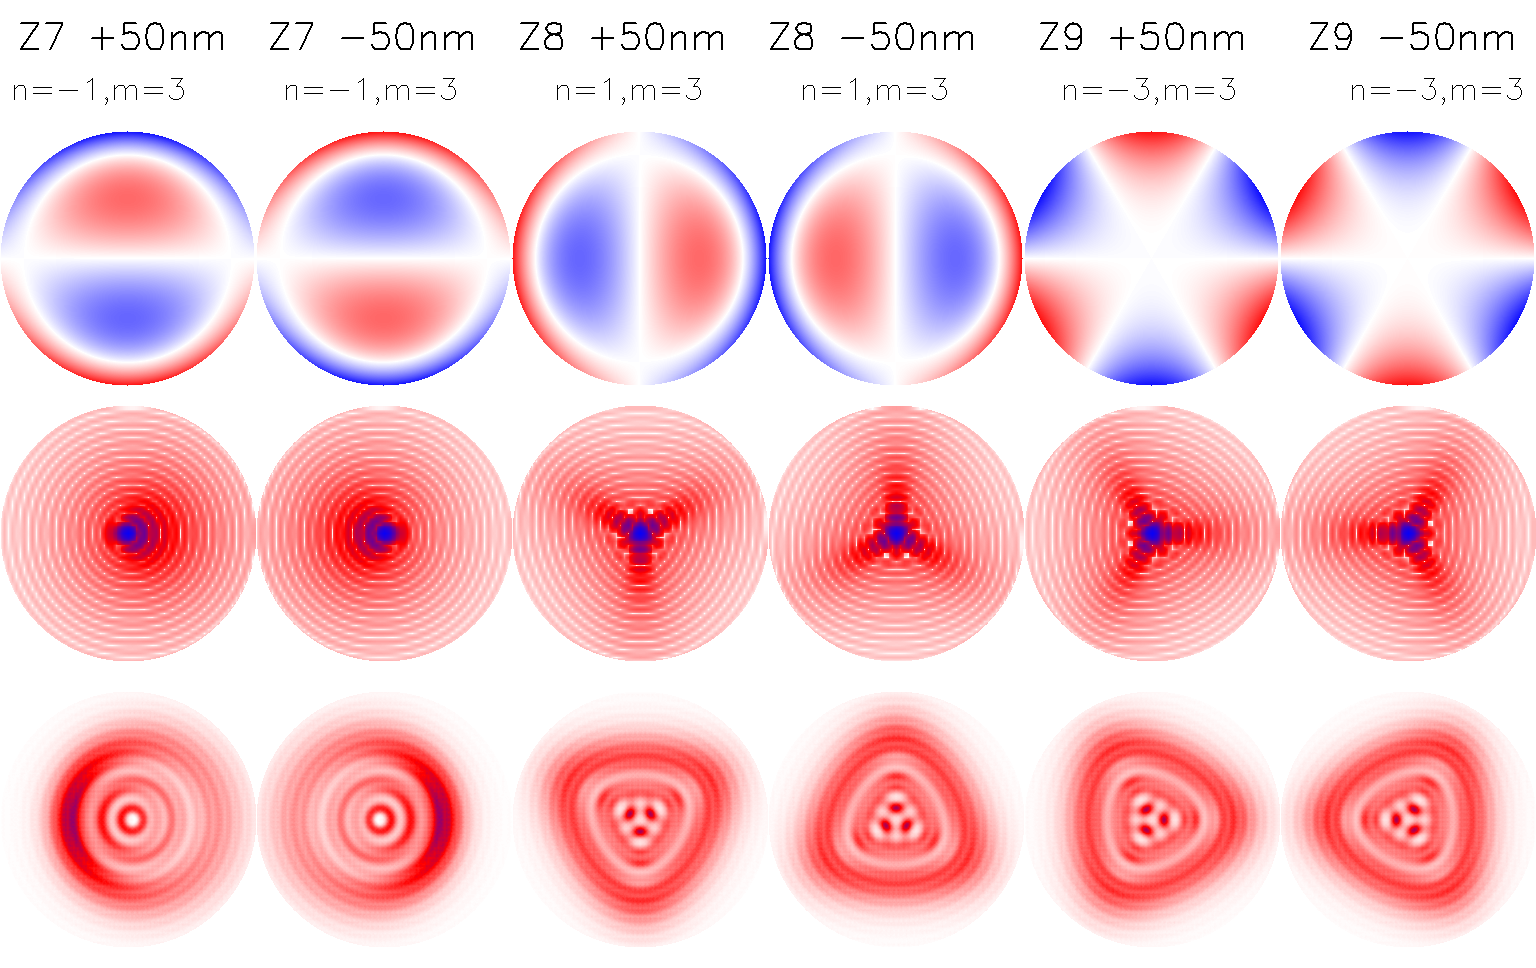 Z7 +50nm Z7 −50nm Z8 +50nm Z8 −50nm Z9 +50nm Z9 −50nm
n=−1,m=3 n=−1,m=3 n=1,m=3 n=1,m=3 n=−3,m=3 n=−3,m=3